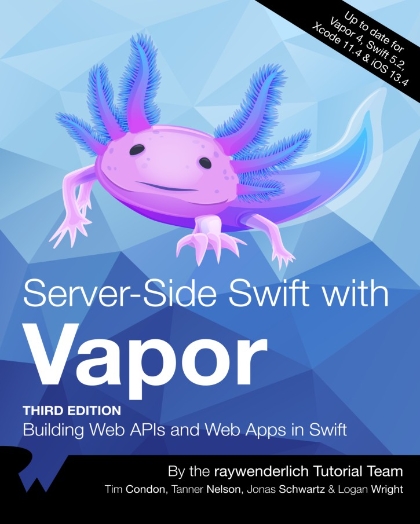 Up to date for
Vapor 4, Swift 5.2,
Xcode 11.4 & iOS 13.4
Server-Side Swift with
Vapor
THIRD EDITION
Building Web APIs and Web Apps in Swift
By the raywenderlich Tutorial Team
Tim Condon, Tanner Nelson, Jonas Schwartz & Logan Wright